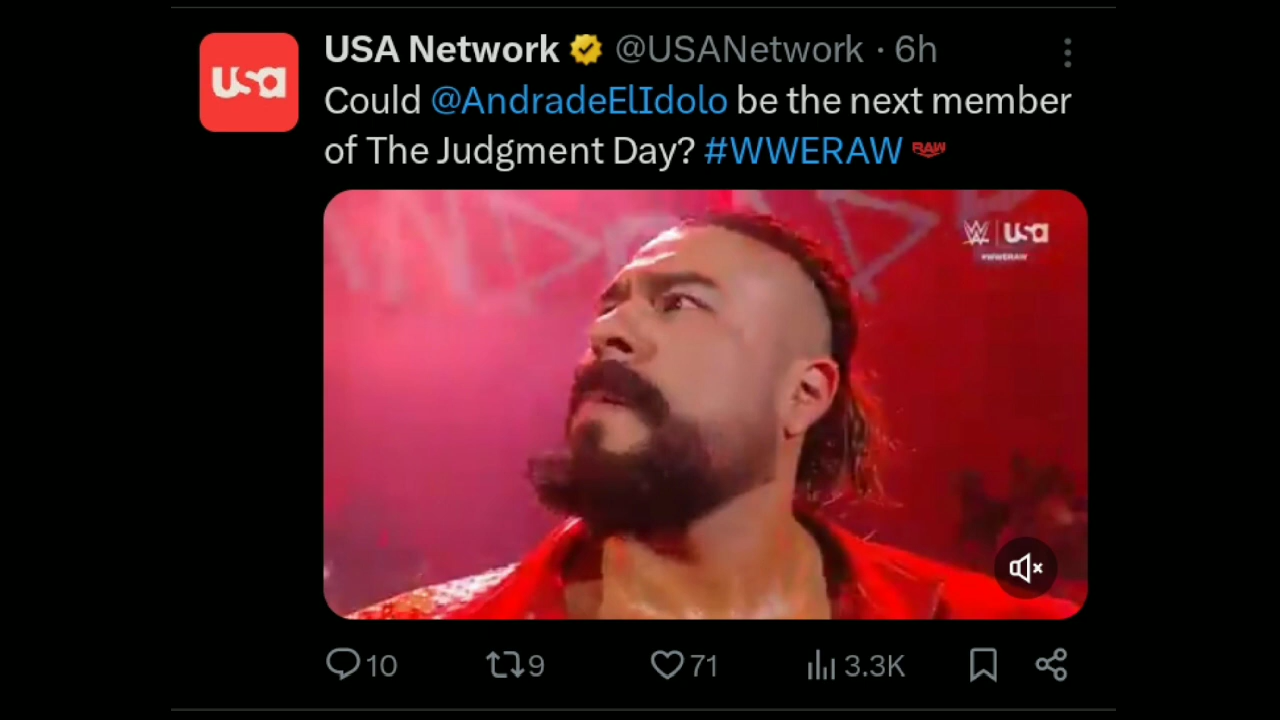 USA Network @USANetwork · 6h
usa
Could @AndradeElIdolo be the next member
of The Judgment Day? #WWERAW RAW
W | usa
#WWERAW
10 9 71 3.3K